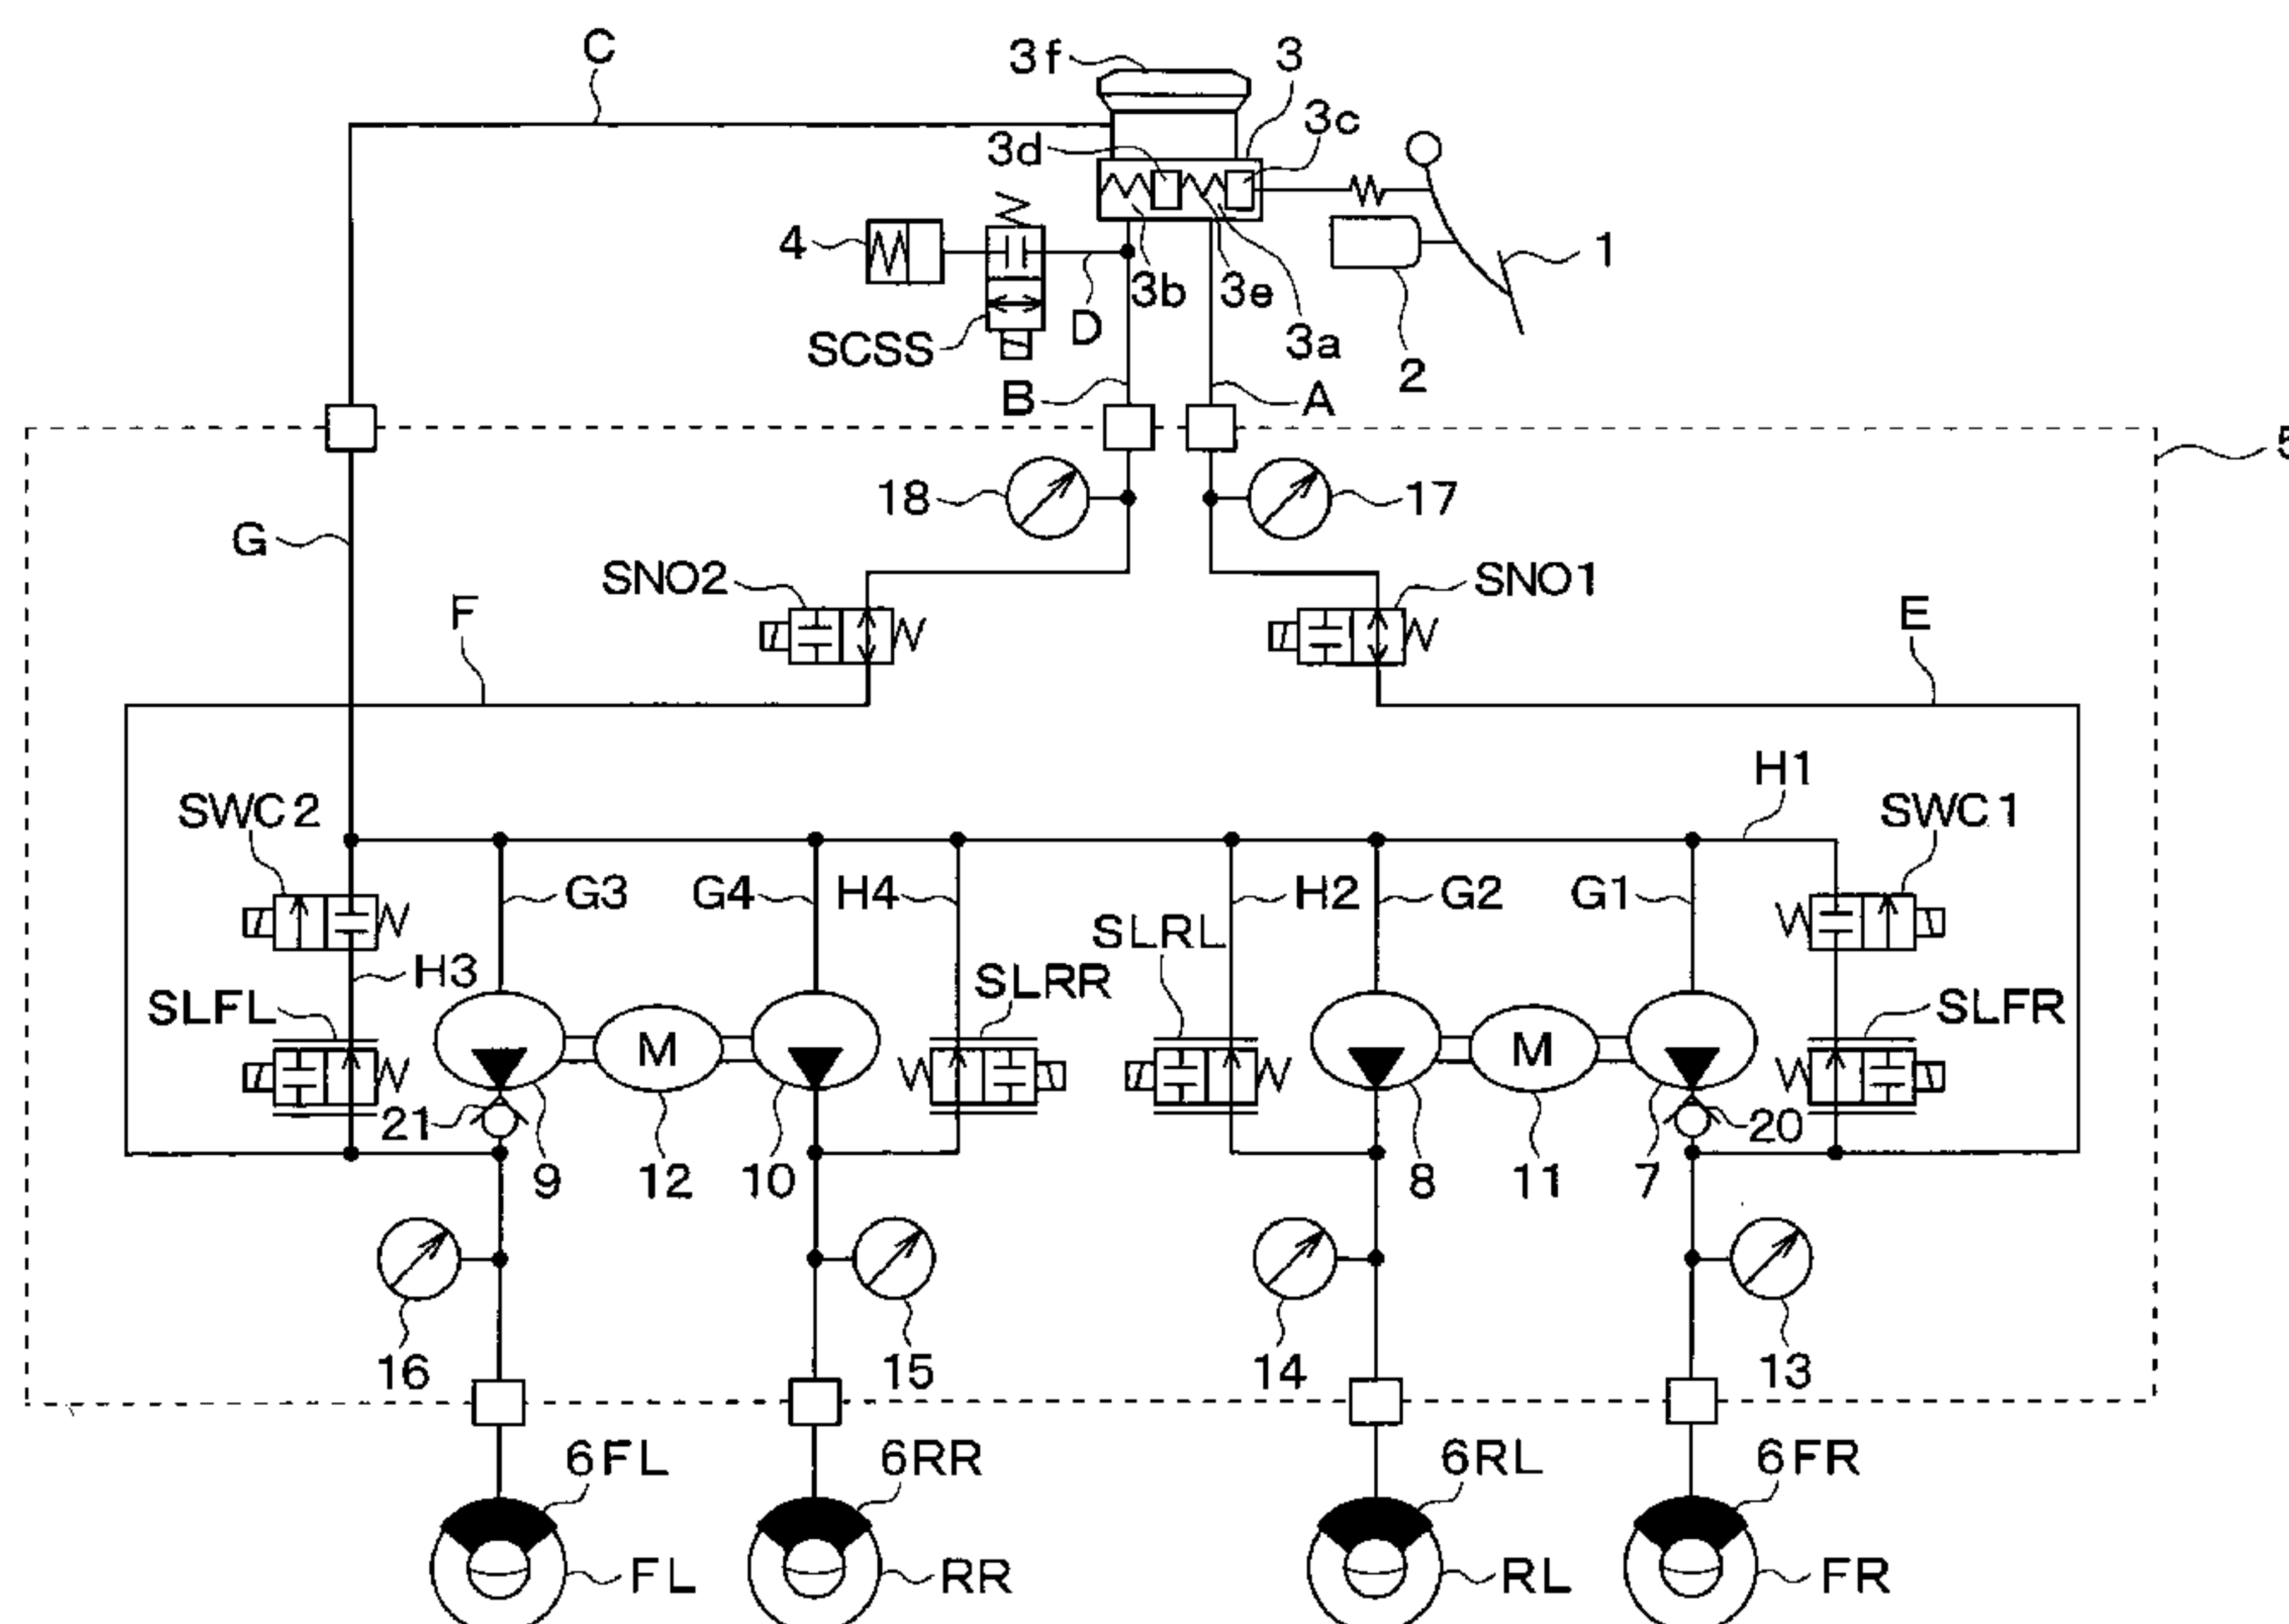 C
3f
3
3c
3d
4
1
3b
3e
D
SCSS
3a
2
B
A
5
18
17
G
SNO2
SNO1
F
E
H1
SWC2
SWC1
G3
G4
H4
H2
G2
G1
SLRL
H3
SLRR
SLFL
SLFR
M
M
21
20
9
12
10
8
11
7
16
15
14
13
6FL
6RR
6RL
6FR
FL
RR
RL
FR